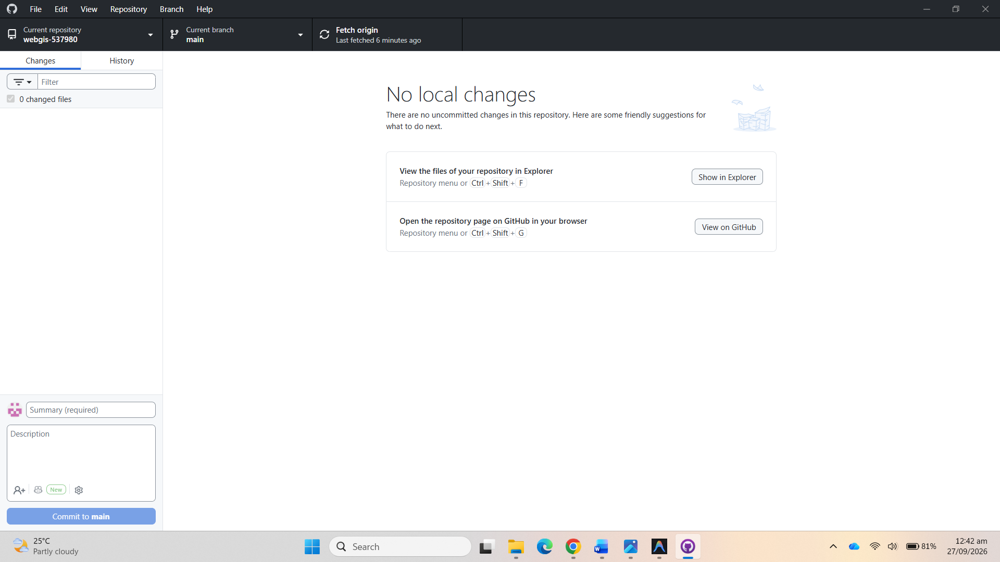 File Edit View Repository Branch Help
Current repository
webgis-537980
Current branch
main
Fetch origin
Last fetched 6 minutes ago
Changes
History
Filter
0 changed files
No local changes
There are no uncommitted changes in this repository. Here are some friendly suggestions for
what to do next.
View the files of your repository in Explorer
Repository menu or Ctrl + Shift + F
Show in Explorer
Open the repository page on GitHub in your browser
Repository menu or Ctrl + Shift + G
View on GitHub
Summary (required)
Description
New
Commit to main
25°C
Partly cloudy
Search
81%
12:42 am
27/09/2026